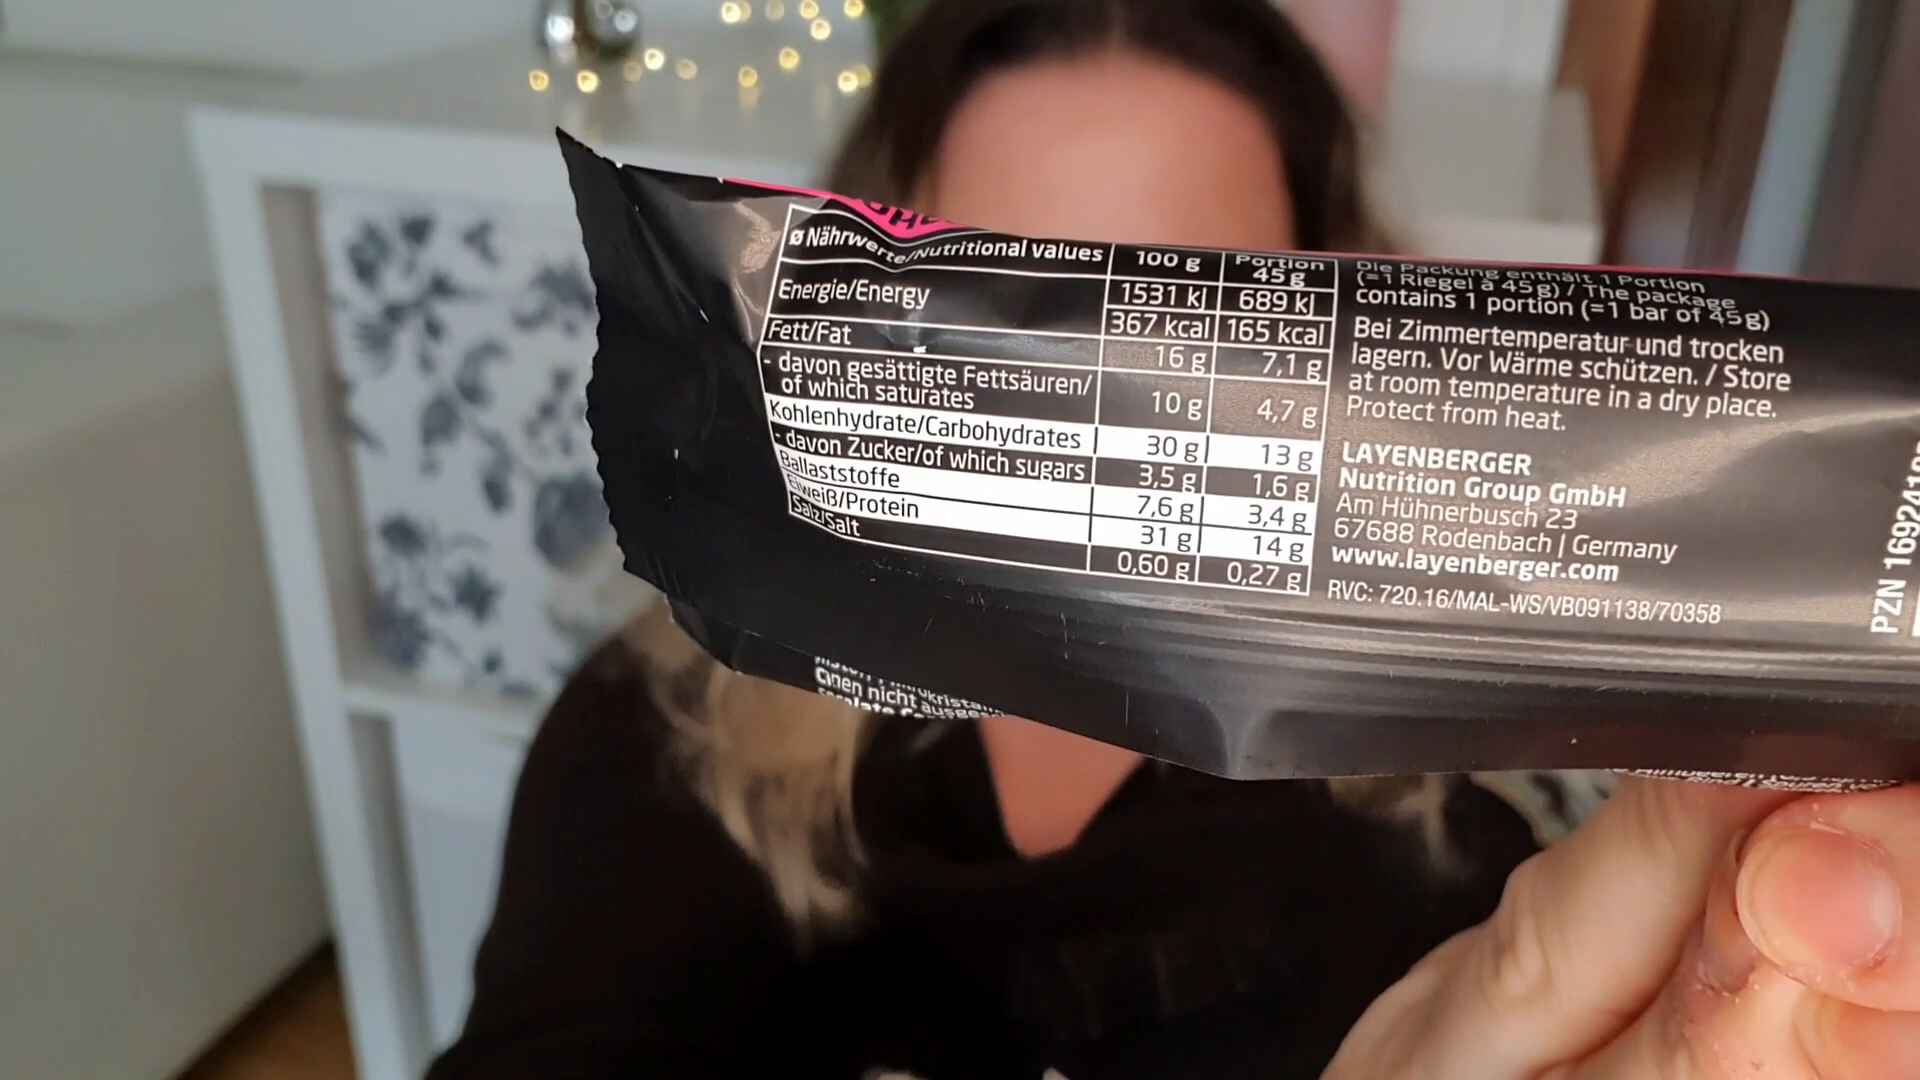 ø Nährwerte/Nutritional values 100 g Portion 45 g
Energie/Energy 1531 kJ 689 kJ
367 kcal 165 kcal
Fett/Fat 16 g 7,1 g
- davon gesättigte Fettsäuren/
of which saturates 10 g 4,7 g
Kohlenhydrate/Carbohydrates 30 g 13 g
- davon Zucker/of which sugars 3,5 g 1,6 g
Ballaststoffe 7,6 g 3,4 g
Eiweiß/Protein 31 g 14 g
Salz/Salt 0,60 g 0,27 g
Die Packung enthält 1 Portion
(=1 Riegel à 45 g) / The package
contains 1 portion (=1 bar of 45 g)
Bei Zimmertemperatur und trocken
lagern. Vor Wärme schützen. / Store
at room temperature in a dry place.
Protect from heat.
LAYENBERGER
Nutrition Group GmbH
Am Hühnerbusch 23
67688 Rodenbach | Germany
www.layenberger.com
RVC: 720.16/MAL-WS/VB091138/70358
PZN
nicht